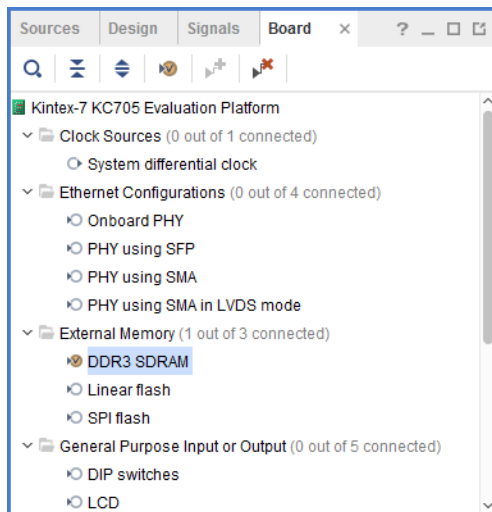 Sources Design Signals Board × ?
Kintex-7 KC705 Evaluation Platform
Clock Sources (0 out of 1 connected)
System differential clock
Ethernet Configurations (0 out of 4 connected)
Onboard PHY
PHY using SFP
PHY using SMA
PHY using SMA in LVDS mode
External Memory (1 out of 3 connected)
DDR3 SDRAM
Linear flash
SPI flash
General Purpose Input or Output (0 out of 5 connected)
DIP switches
LCD